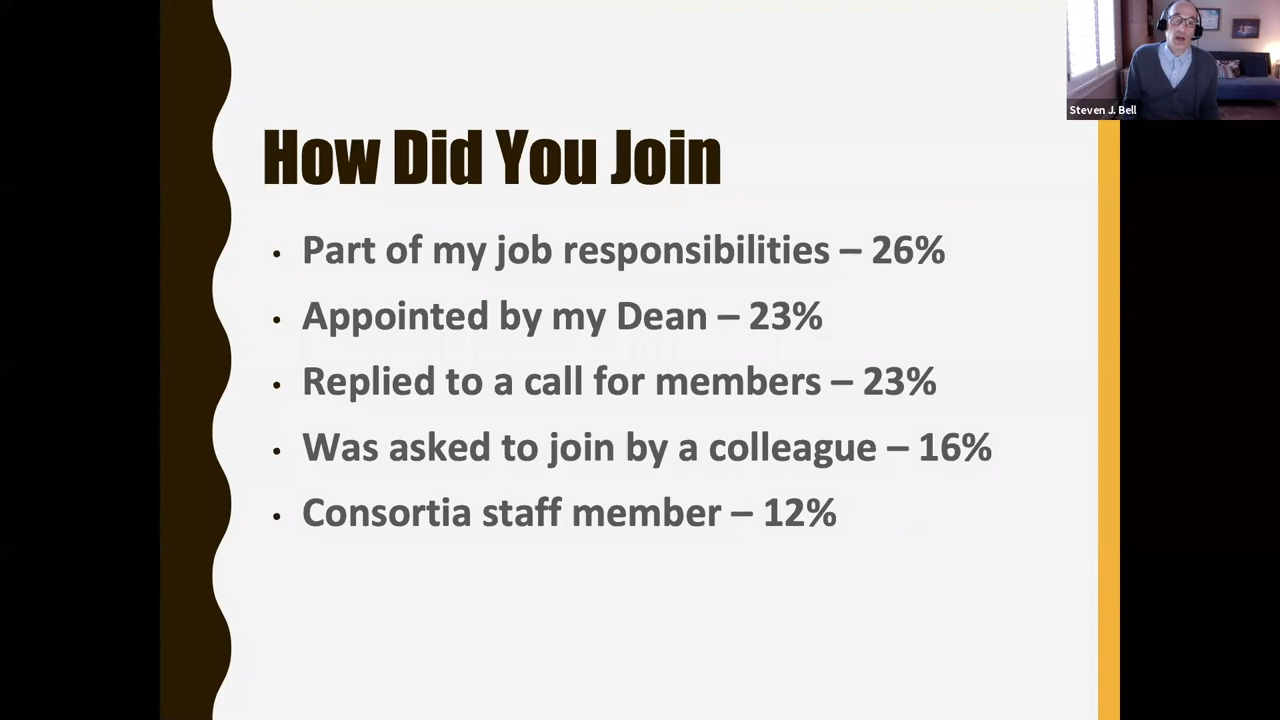 Steven J. Bell
How Did You Join
• Part of my job responsibilities – 26%
• Appointed by my Dean – 23%
• Replied to a call for members – 23%
• Was asked to join by a colleague – 16%
• Consortia staff member – 12%